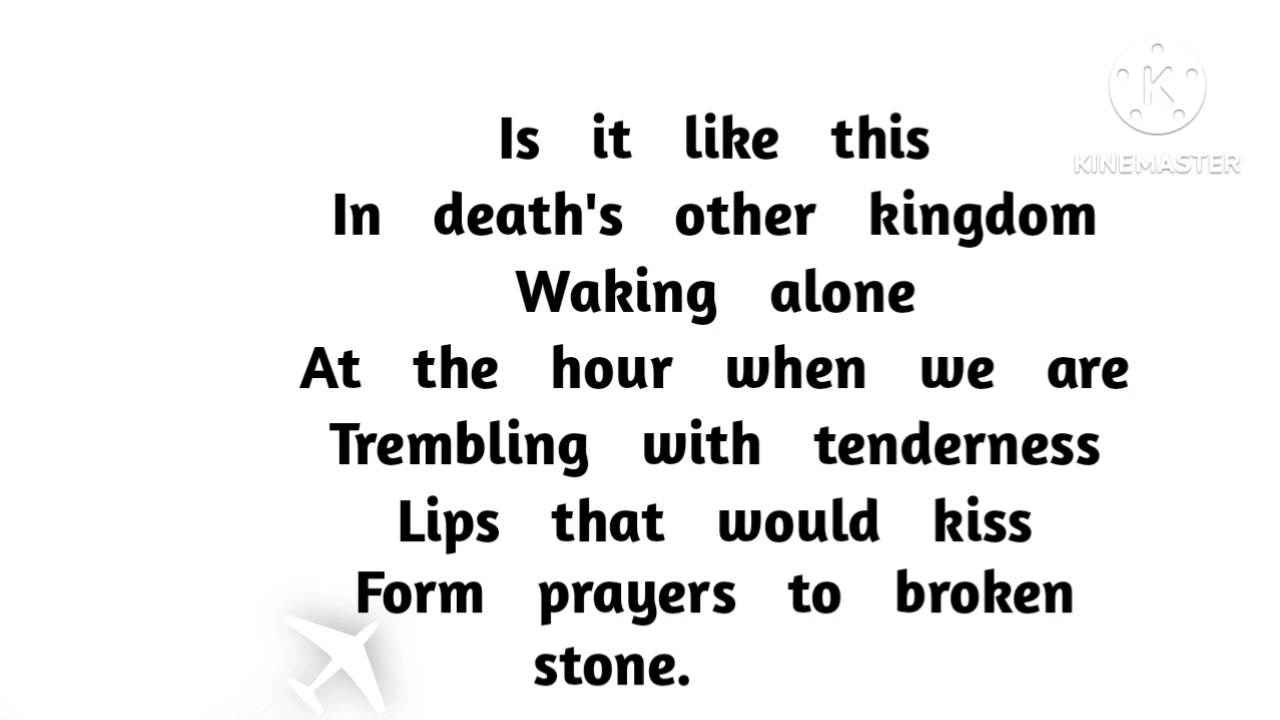 Is it like this
In death's other kingdom
Waking alone
At the hour when we are
Trembling with tenderness
Lips that would kiss
Form prayers to broken
stone.
K
KINEMASTER